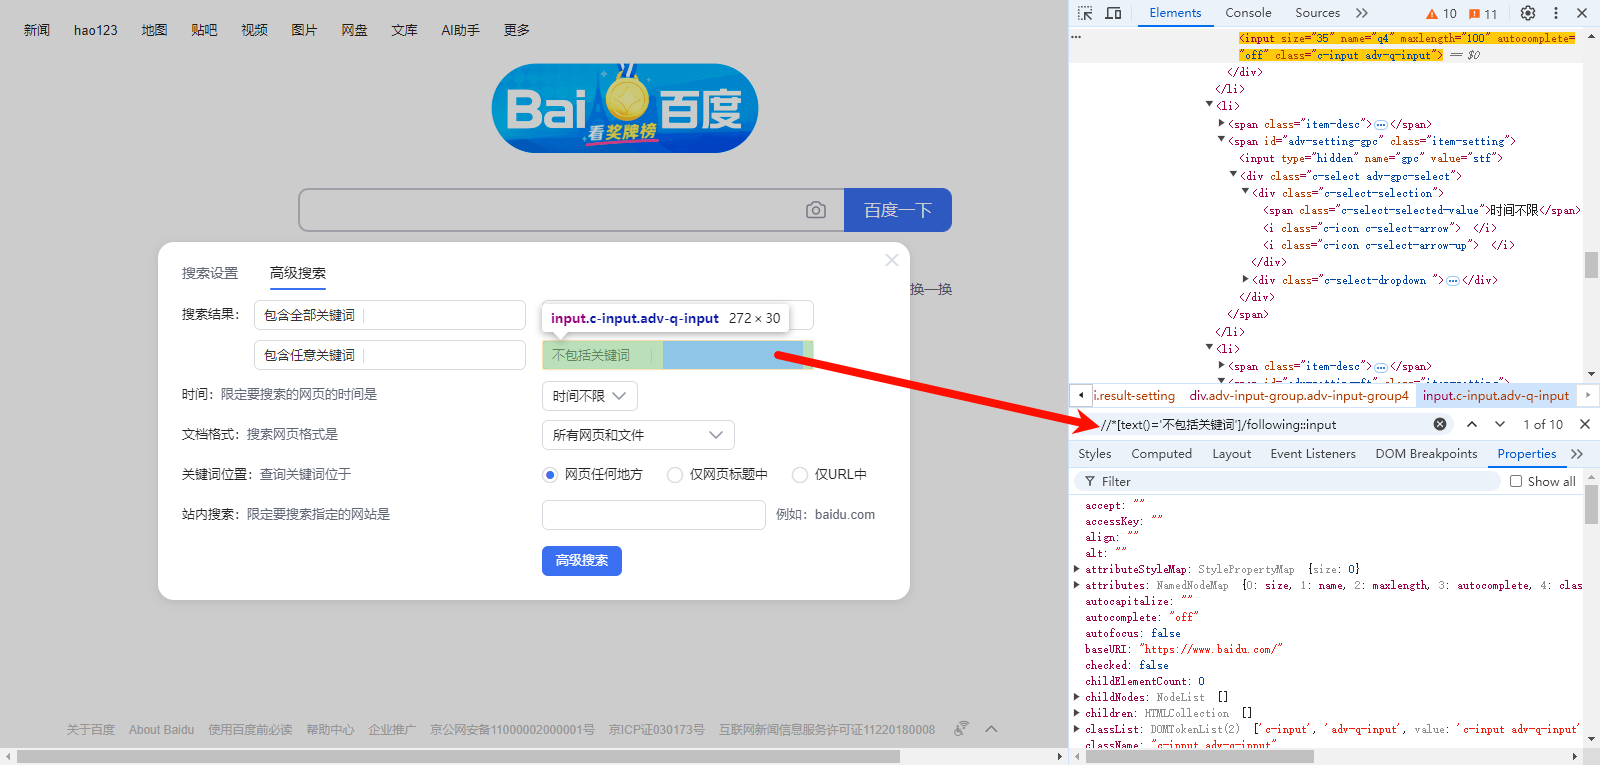 新闻 hao123 地图 贴吧 视频 图片 网盘 文库 AI助手 更多
Bai 百度
看奖牌榜
百度一下
换一换
搜索设置 高级搜索
搜索结果： 包含全部关键词
input.c-input.adv-q-input 272 × 30
包含任意关键词 不包括关键词
时间：限定要搜索的网页的时间是 时间不限
文档格式：搜索网页格式是 所有网页和文件
关键词位置：查询关键词位于 网页任何地方 仅网页标题中 仅URL中
站内搜索：限定要搜索指定的网站是 例如：baidu.com
高级搜索
关于百度 About Baidu 使用百度前必读 帮助中心 企业推广 京公网安备11000002000001号 京ICP证030173号 互联网新闻信息服务许可证11220180008
Elements Console Sources 10 11
<input size="35" name="q4" maxlength="100" autocomplete=
"off" class="c-input adv-q-input"> == $0
</div>
</li>
<li>
<span class="item-desc">…</span>
<span id="adv-setting-gpc" class="item-setting">
<input type="hidden" name="gpc" value="stf">
<div class="c-select adv-gpc-select">
<div class="c-select-selection">
<span class="c-select-selected-value">时间不限</span>
<i class="c-icon c-select-arrow"> </i>
<i class="c-icon c-select-arrow-up"> </i>
</div>
<div class="c-select-dropdown ">…</div>
</div>
</span>
</li>
<li>
<span class="item-desc">…</span>
<span id="adv-setting-ft" class="item-setting">
i.result-setting div.adv-input-group.adv-input-group4 input.c-input.adv-q-input
//*[text()='不包括关键词']/following::input 1 of 10
Styles Computed Layout Event Listeners DOM Breakpoints Properties
Filter Show all
accept: ""
accessKey: ""
align: ""
alt: ""
attributeStyleMap: StylePropertyMap {size: 0}
attributes: NamedNodeMap {0: size, 1: name, 2: maxlength, 3: autocomplete, 4: clas
autocapitalize: ""
autocomplete: "off"
autofocus: false
baseURI: "https://www.baidu.com/"
checked: false
childElementCount: 0
childNodes: NodeList []
children: HTMLCollection []
classList: DOMTokenList(2) ['c-input', 'adv-q-input', value: 'c-input adv-q-input'
className: "c-input adv-q-input"